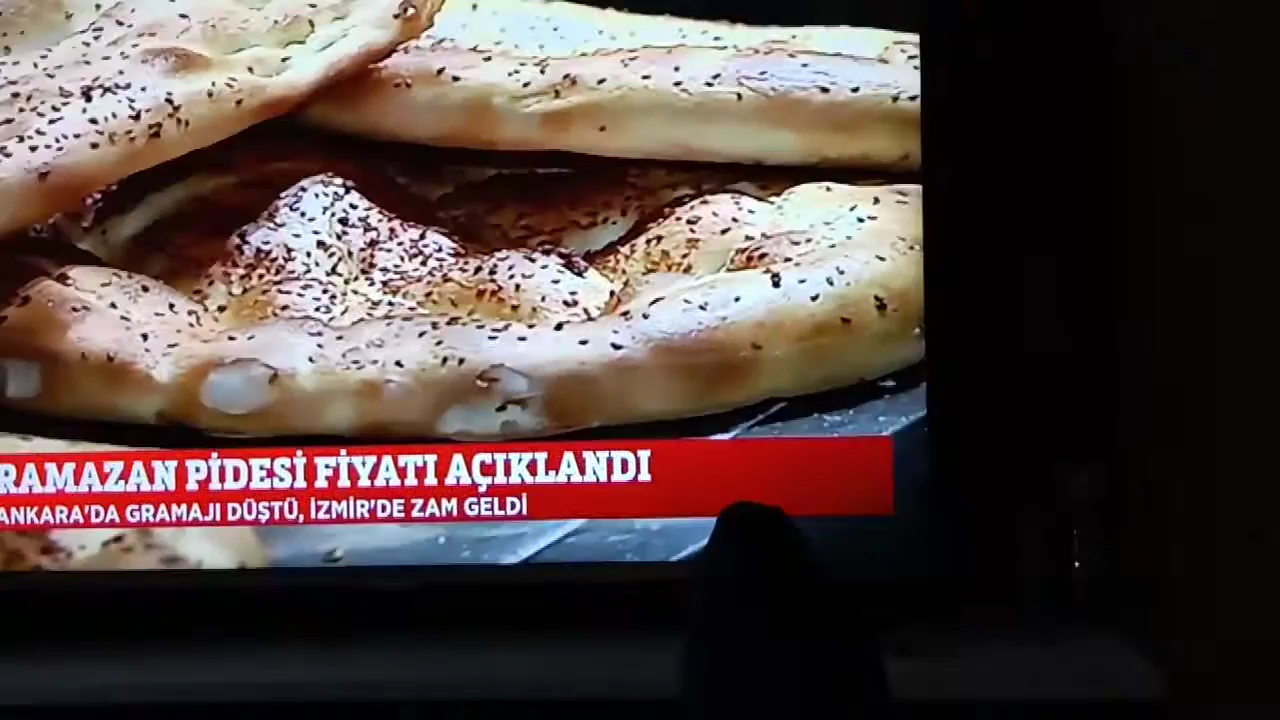 RAMAZAN PİDESİ FİYATI AÇIKLANDI
ANKARA'DA GRAMAJI DÜŞTÜ, İZMİR'DE ZAM GELDİ